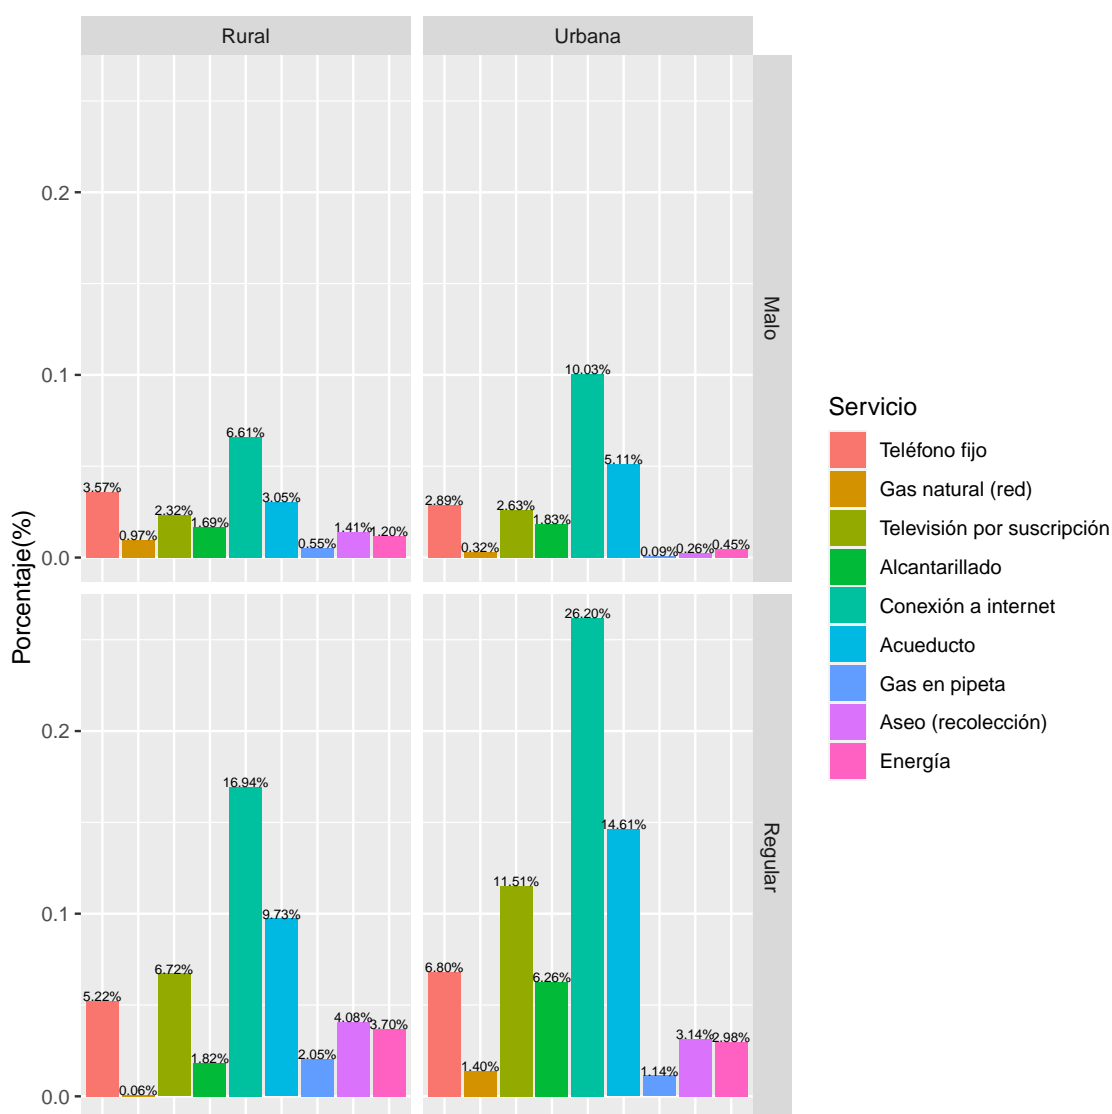 Rural
Urbana
0.2
0.1
0.0
3.57%
0.97%
2.32%
1.69%
6.61%
3.05%
0.55%
1.41%
1.20%
2.89%
0.32%
2.63%
1.83%
10.03%
5.11%
0.09%
0.26%
0.45%
Malo
Porcentaje(%)
0.2
0.1
0.0
5.22%
0.06%
6.72%
1.82%
16.94%
9.73%
2.05%
4.08%
3.70%
6.80%
1.40%
11.51%
6.26%
26.20%
14.61%
1.14%
3.14%
2.98%
Regular
Servicio
Teléfono fijo
Gas natural (red)
Televisión por suscripción
Alcantarillado
Conexión a internet
Acueducto
Gas en pipeta
Aseo (recolección)
Energía